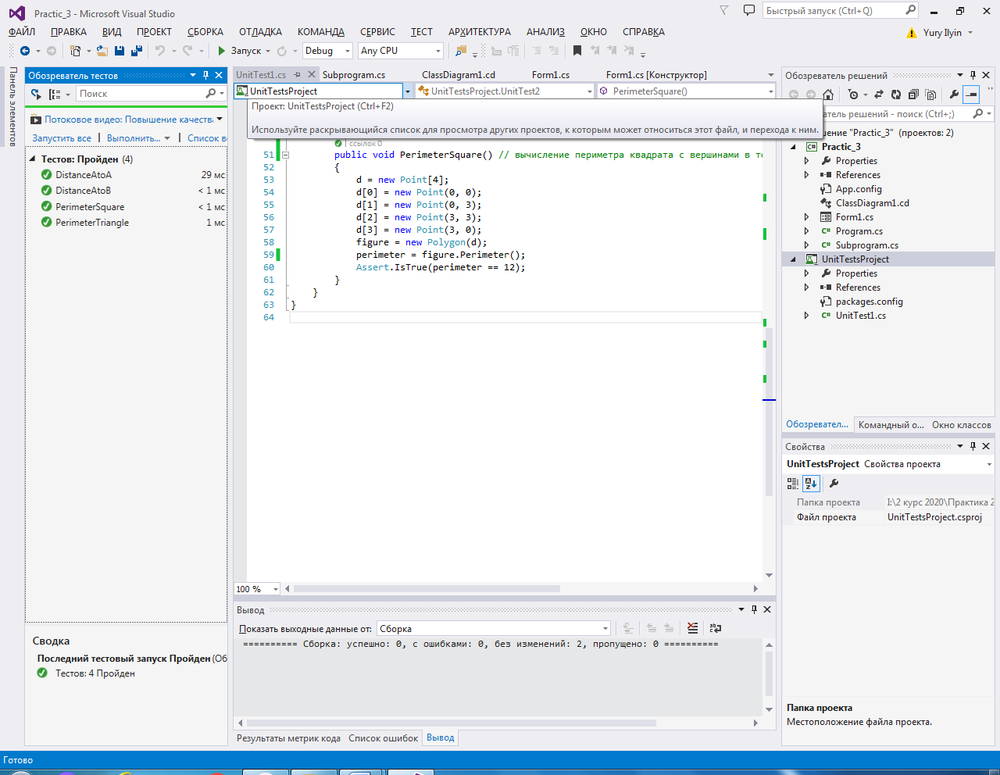 Practic_3 - Microsoft Visual Studio
Быстрый запуск (Ctrl+Q)
ФАЙЛ ПРАВКА ВИД ПРОЕКТ СБОРКА ОТЛАДКА КОМАНДА СЕРВИС ТЕСТ АРХИТЕКТУРА АНАЛИЗ ОКНО СПРАВКА
Yury Ilyin
Запуск Debug Any CPU
Панель элементов
Обозреватель тестов
Поиск
Потоковое видео: Повышение качества
Запустить все | Выполнить... | Список в
Тестов: Пройден (4)
DistanceAtoA 29 мс
DistanceAtoB < 1 мс
PerimeterSquare < 1 мс
PerimeterTriangle 1 мс
Сводка
Последний тестовый запуск Пройден (Об
Тестов: 4 Пройден
UnitTest1.cs Subprogram.cs ClassDiagram1.cd Form1.cs Form1.cs [Конструктор]
UnitTestsProject UnitTestsProject.UnitTest2 PerimeterSquare()
Проект: UnitTestsProject (Ctrl+F2)
Используйте раскрывающийся список для просмотра других проектов, к которым может относиться этот файл, и перехода к ним.
| ссылок 0
51 public void PerimeterSquare() // вычисление периметра квадрата с вершинами в т
52 {
53 d = new Point[4];
54 d[0] = new Point(0, 0);
55 d[1] = new Point(0, 3);
56 d[2] = new Point(3, 3);
57 d[3] = new Point(3, 0);
58 figure = new Polygon(d);
59 perimeter = figure.Perimeter();
60 Assert.IsTrue(perimeter == 12);
61 }
62 }
63 }
64
100 %
Вывод
Показать выходные данные от: Сборка
========== Сборка: успешно: 0, с ошибками: 0, без изменений: 2, пропущено: 0 ==========
Результаты метрик кода Список ошибок Вывод
Обозреватель решений
тель решений - поиск (Ctrl+;)
шение "Practic_3" (проектов: 2)
Practic_3
Properties
References
App.config
ClassDiagram1.cd
Form1.cs
Program.cs
Subprogram.cs
UnitTestsProject
Properties
References
packages.config
UnitTest1.cs
Обозревател... Командный о... Окно классов
Свойства
UnitTestsProject Свойства проекта
Папка проекта I:\2 курс 2020\Практика 2
Файл проекта UnitTestsProject.csproj
Папка проекта
Местоположение файла проекта.
Готово